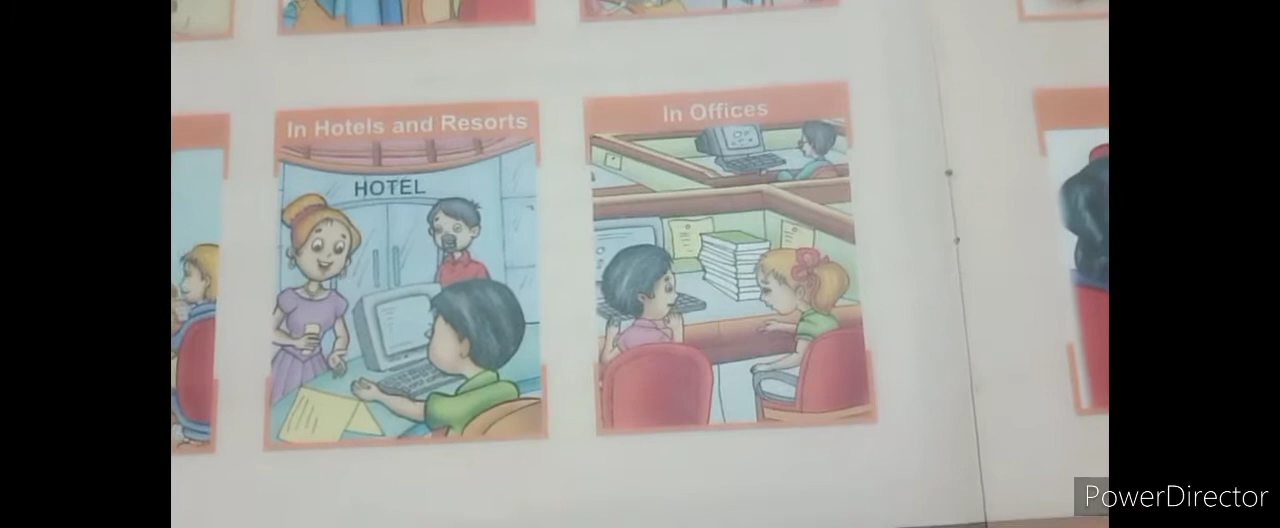 In Hotels and Resorts
In Offices
HOTEL
PowerDirector